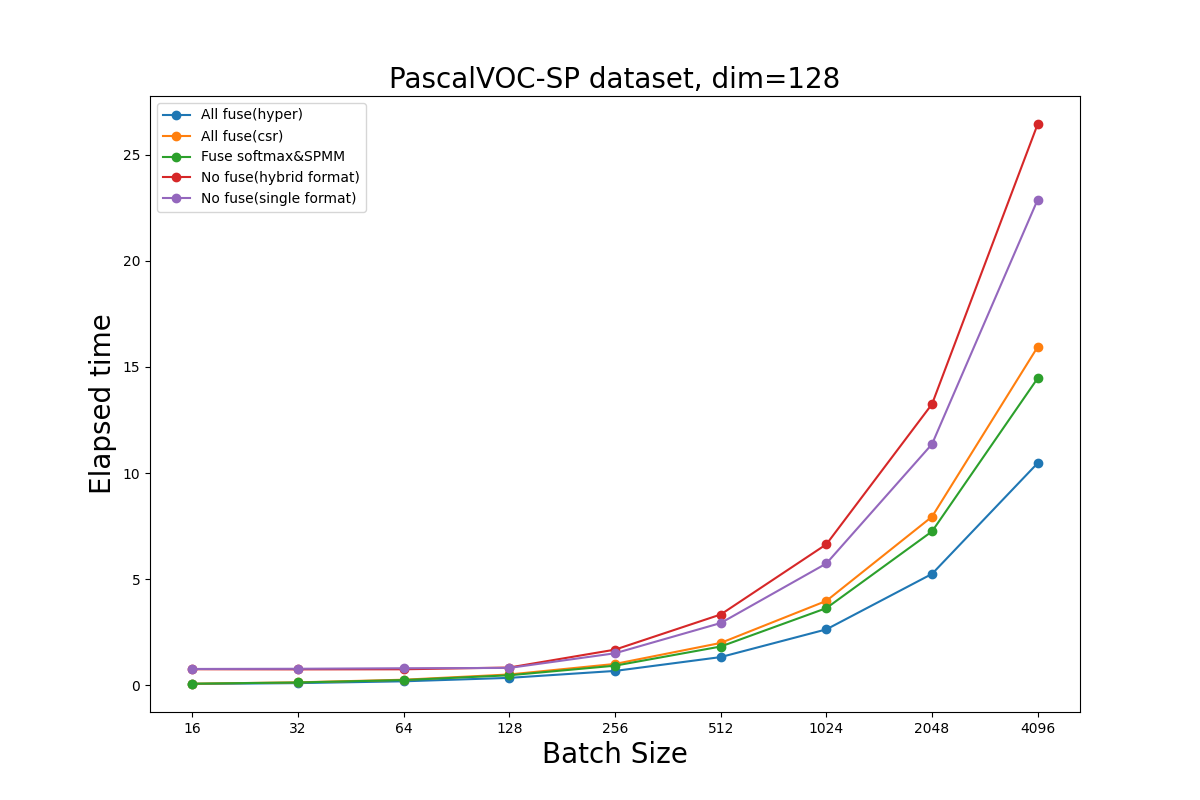 PascalVOC-SP dataset, dim=128
All fuse(hyper)
All fuse(csr)
Fuse softmax&SPMM
No fuse(hybrid format)
No fuse(single format)
Elapsed time
25
20
15
10
5
0
16 32 64 128 256 512 1024 2048 4096
Batch Size